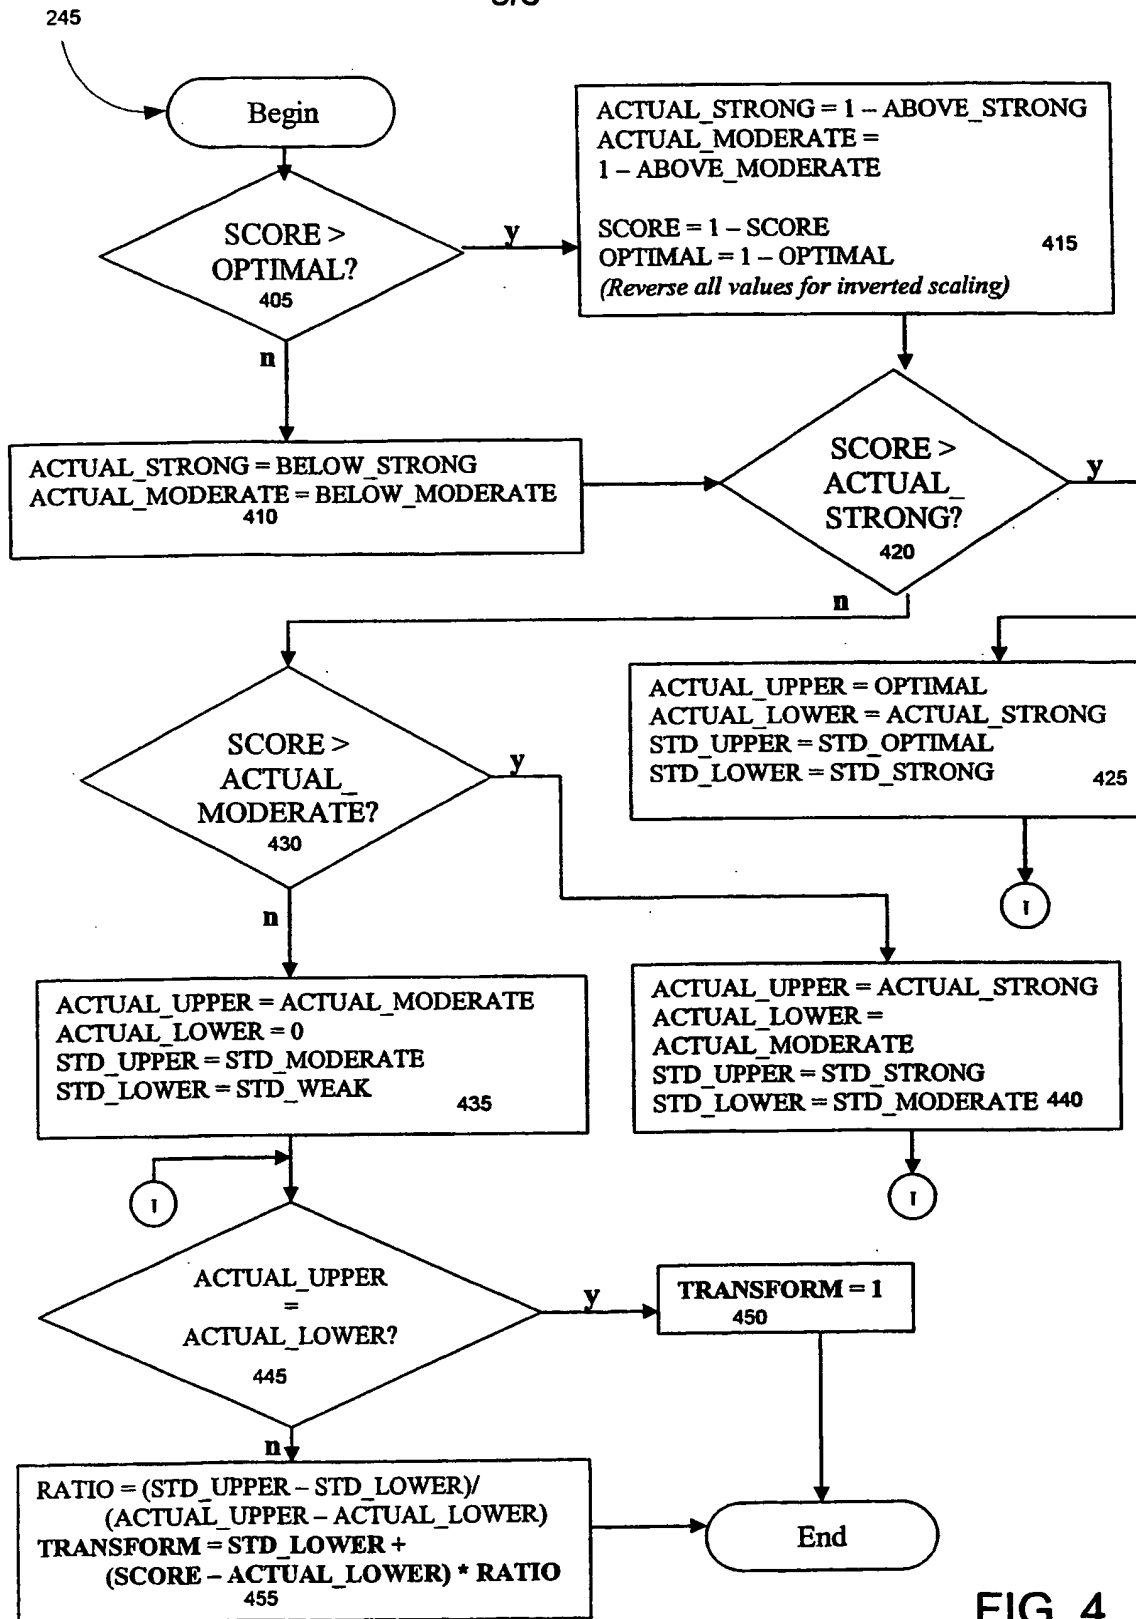 245
Begin
ACTUAL_STRONG = 1 – ABOVE_STRONG
ACTUAL_MODERATE =
1 – ABOVE_MODERATE
SCORE = 1 – SCORE
OPTIMAL = 1 – OPTIMAL
(Reverse all values for inverted scaling)
415
SCORE >
OPTIMAL?
405
y
n
ACTUAL_STRONG = BELOW_STRONG
ACTUAL_MODERATE = BELOW_MODERATE
410
SCORE >
ACTUAL_
STRONG?
420
y
n
ACTUAL_UPPER = OPTIMAL
ACTUAL_LOWER = ACTUAL_STRONG
STD_UPPER = STD_OPTIMAL
STD_LOWER = STD_STRONG
425
SCORE >
ACTUAL_
MODERATE?
430
y
n
1
ACTUAL_UPPER = ACTUAL_MODERATE
ACTUAL_LOWER = 0
STD_UPPER = STD_MODERATE
STD_LOWER = STD_WEAK
435
ACTUAL_UPPER = ACTUAL_STRONG
ACTUAL_LOWER =
ACTUAL_MODERATE
STD_UPPER = STD_STRONG
STD_LOWER = STD_MODERATE 440
1
1
ACTUAL_UPPER
=
ACTUAL_LOWER?
445
y
n
TRANSFORM = 1
450
RATIO = (STD_UPPER – STD_LOWER)/
(ACTUAL_UPPER – ACTUAL_LOWER)
TRANSFORM = STD_LOWER +
(SCORE – ACTUAL_LOWER) * RATIO
455
End
FIG. 4